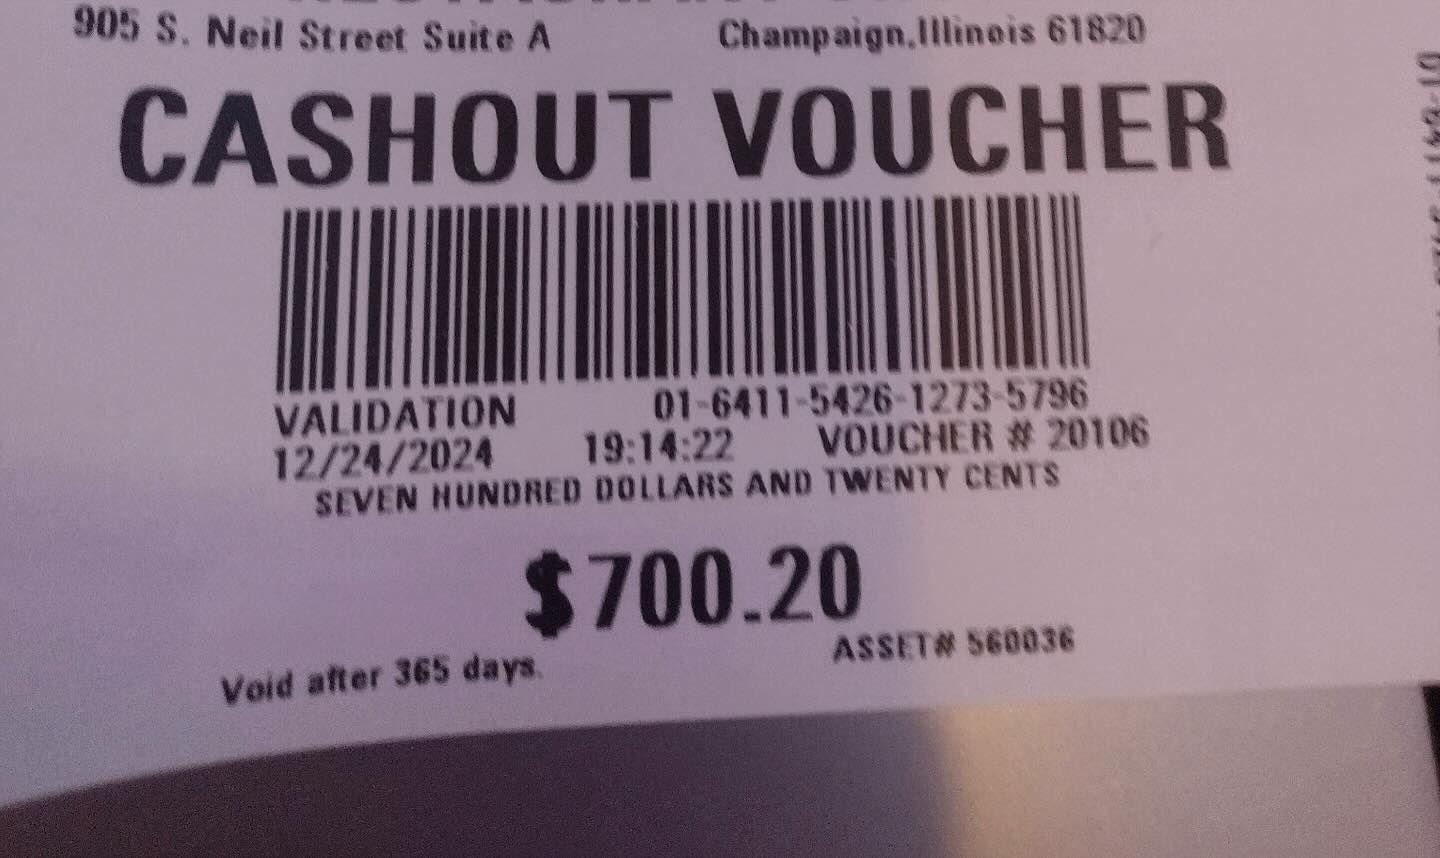 905 S. Neil Street Suite A Champaign,Illinois 61820
CASHOUT VOUCHER
VALIDATION 01-6411-5426-1273-5796
12/24/2024 19:14:22 VOUCHER # 20106
SEVEN HUNDRED DOLLARS AND TWENTY CENTS
$700.20
Void after 365 days. ASSET# 560036